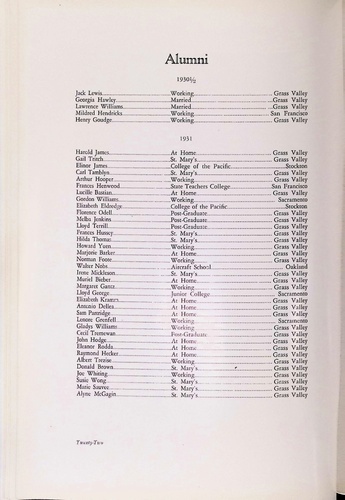 Alumni
1930½
Jack Lewis Working Grass Valley
Georgia Hawley Married Grass Valley
Lawrence Williams Married Grass Valley
Mildred Hendricks Working San Francisco
Henry Goudge Working Grass Valley
1931
Harold James At Home Grass Valley
Gail Tritch St. Mary's Grass Valley
Elinor James College of the Pacific Stockton
Carl Tamblyn St. Mary's Grass Valley
Arthur Hooper Working Grass Valley
Frances Henwood State Teachers College San Francisco
Lucille Bastian At Home Grass Valley
Gordon Williams Working Sacramento
Elizabeth Eldredge College of the Pacific Stockton
Florence Odell Post-Graduate Grass Valley
Melba Jenkins Post-Graduate Grass Valley
Lloyd Terrill Post-Graduate Grass Valley
Frances Hussey St. Mary's Grass Valley
Hilda Thomas St. Mary's Grass Valley
Howard Yuen Working Grass Valley
Marjorie Barker At Home Grass Valley
Norman Foote Working Grass Valley
Walter Nobs Aircraft School Oakland
Irene Mickleson St. Mary's Grass Valley
Muriel Bieber At Home Grass Valley
Margaret Gantz Working Grass Valley
Lloyd George Junior College Sacramento
Elizabeth Kramer At Home Grass Valley
Antonio Dellez At Home Grass Valley
Sam Partridge At Home Grass Valley
Lenore Grenfell Working Sacramento
Gladys Williams Working Grass Valley
Cecil Trenowan Post-Graduate Grass Valley
John Hodge At Home Grass Valley
Eleanor Rodda At Home Grass Valley
Raymond Hecker At Home Grass Valley
Albert Trezise Working Grass Valley
Donald Brown St. Mary's Grass Valley
Joe Whiting Working Grass Valley
Susie Wong St. Mary's Grass Valley
Marie Sauvee St. Mary's Grass Valley
Alyne McGagin St. Mary's Grass Valley
Twenty-Two